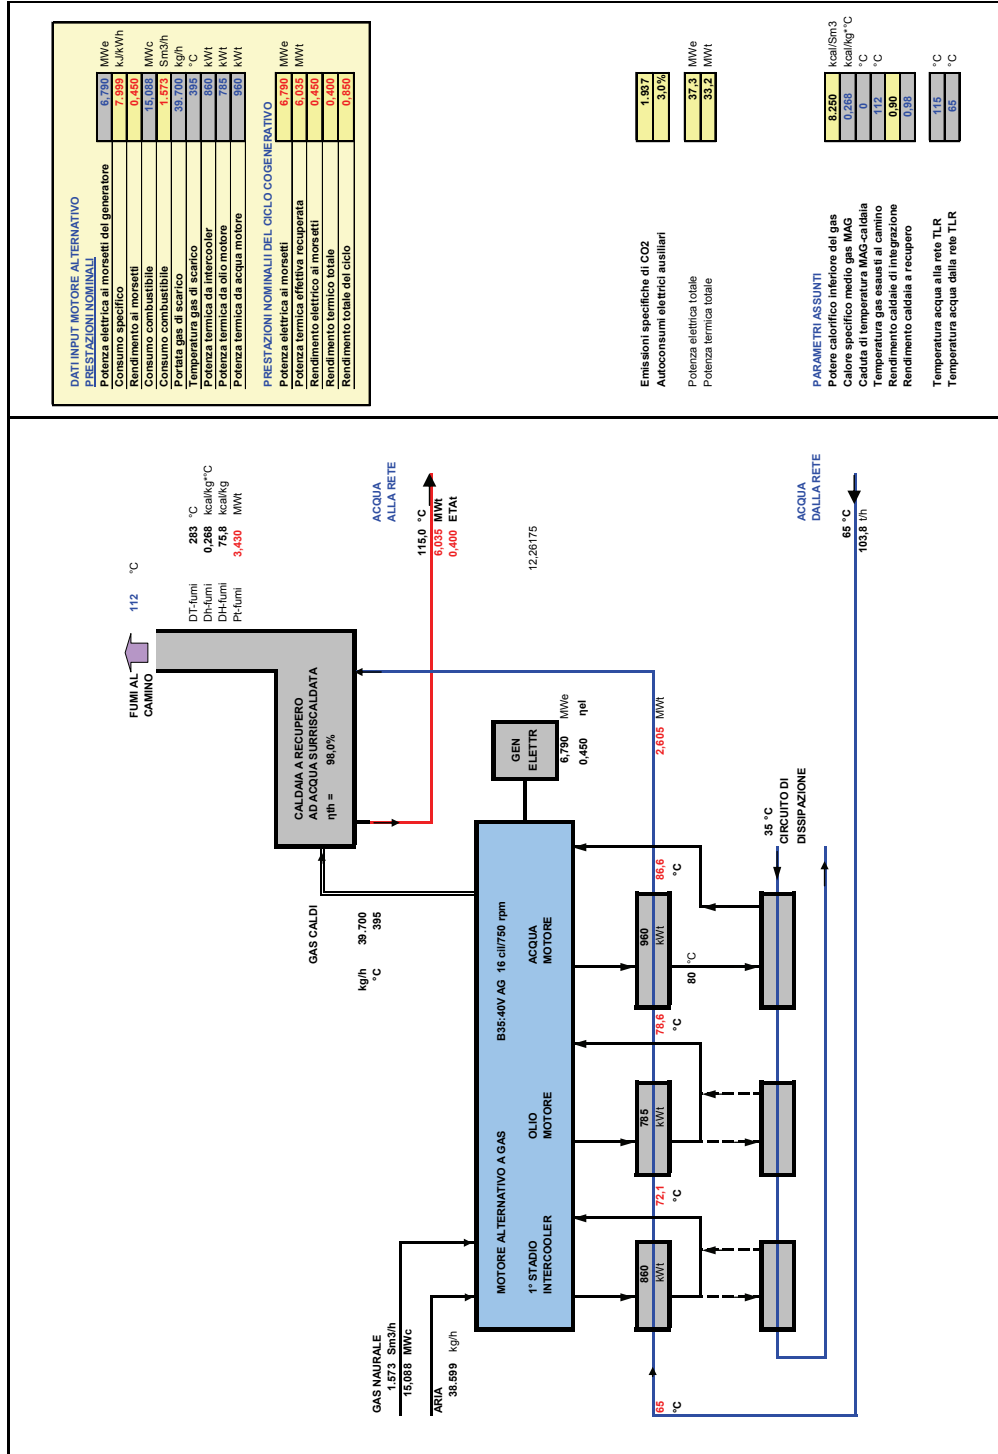 DATI INPUT MOTORE ALTERNATIVO
PRESTAZIONI NOMINALI
Potenza elettrica ai morsetti del generatore 6,790 MWe
Consumo specifico 7.999 kJ/kWh
Rendimento ai morsetti 0,450
Consumo combustibile 15,088 MWc
Consumo combustibile 1.573 Sm3/h
Portata gas di scarico 39.700 kg/h
Temperatura gas di scarico 395 °C
Potenza termica da intercooler 860 kWt
Potenza termica da olio motore 785 kWt
Potenza termica da acqua motore 960 kWt
PRESTAZIONI NOMINALII DEL CICLO COGENERATIVO
Potenza elettrica ai morsetti 6,790 MWe
Potenza termica effettiva recuperata 6,035 MWt
Rendimento elettrico ai morsetti 0,450
Rendimento termico totale 0,400
Rendimento totale del ciclo 0,850
Emissioni specifiche di CO2 1.937
Autoconsumi elettrici ausiliari 3,0%
Potenza elettrica totale 37,3 MWe
Potenza termica totale 33,2 MWt
PARAMETRI ASSUNTI
Potere calorifico inferiore del gas 8.250 kcal/Sm3
Calore specifico medio gas MAG 0,268 kcal/kg*°C
Caduta di temperatura MAG-caldaia 0 °C
Temperatura gas esausti al camino 112 °C
Rendimento caldaie di integrazione 0,90
Rendimento caldaia a recupero 0,98
Temperatura acqua alla rete TLR 115 °C
Temperatura acqua dalla rete TLR 65 °C
FUMI AL
CAMINO
112 °C
DT-fumi 283 °C
Dh-fumi 0,268 kcal/kg*°C
DH-fumi 75,8 kcal/kg
Pt-fumi 3,430 MWt
CALDAIA A RECUPERO
AD ACQUA SURRISCALDATA
ηth = 98,0%
ACQUA
ALLA RETE
115,0 °C
6,035 MWt
0,400 ETAt
12,26175
GAS CALDI
kg/h 39.700
°C 395
GEN
ELETTR
6,790 MWe
0,450 ηel
GAS NAURALE
1.573 Sm3/h
15,088 MWc
ARIA
38.599 kg/h
MOTORE ALTERNATIVO A GAS B35:40V AG 16 cil/750 rpm
1° STADIO
INTERCOOLER
OLIO
MOTORE
ACQUA
MOTORE
65
°C
860
kWt
72,1
°C
785
kWt
78,6
°C
960
kWt
86,6
°C
2,605 MWt
80 °C
35 °C
CIRCUITO DI
DISSIPAZIONE
ACQUA
DALLA RETE
65 °C
103,8 t/h